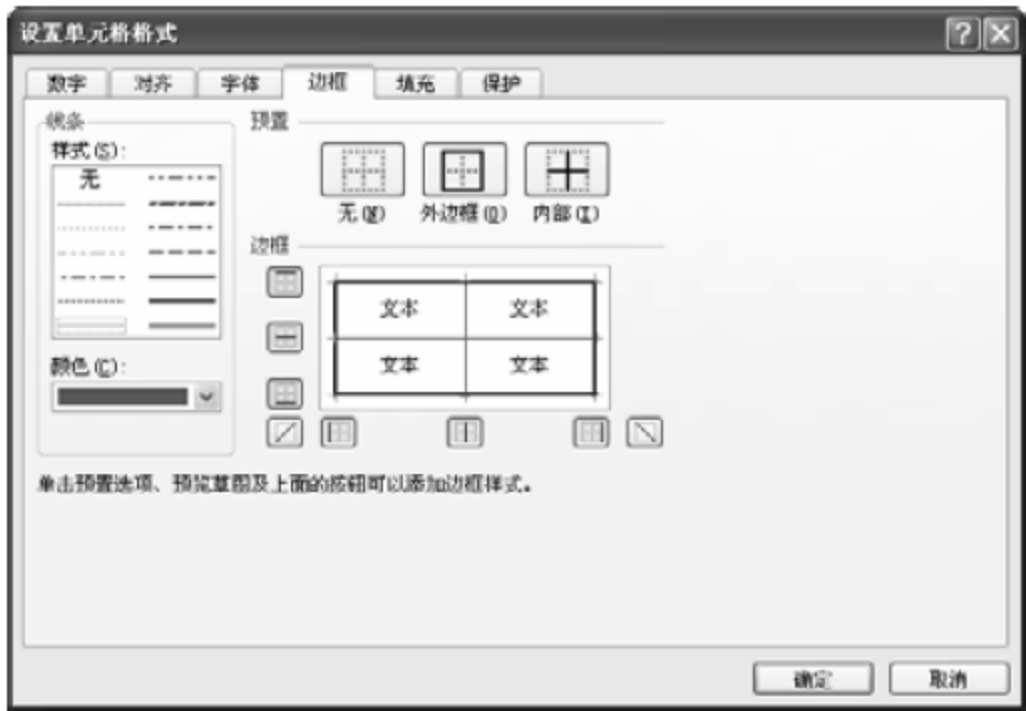 设置单元格格式
数字 对齐 字体 边框 填充 保护
线条
样式(S):
无
颜色(C):
预置
无(N) 外边框(O) 内部(I)
边框
文本 文本
文本 文本
单击预置选项、预览草图及上面的按钮可以添加边框样式。
确定 取消